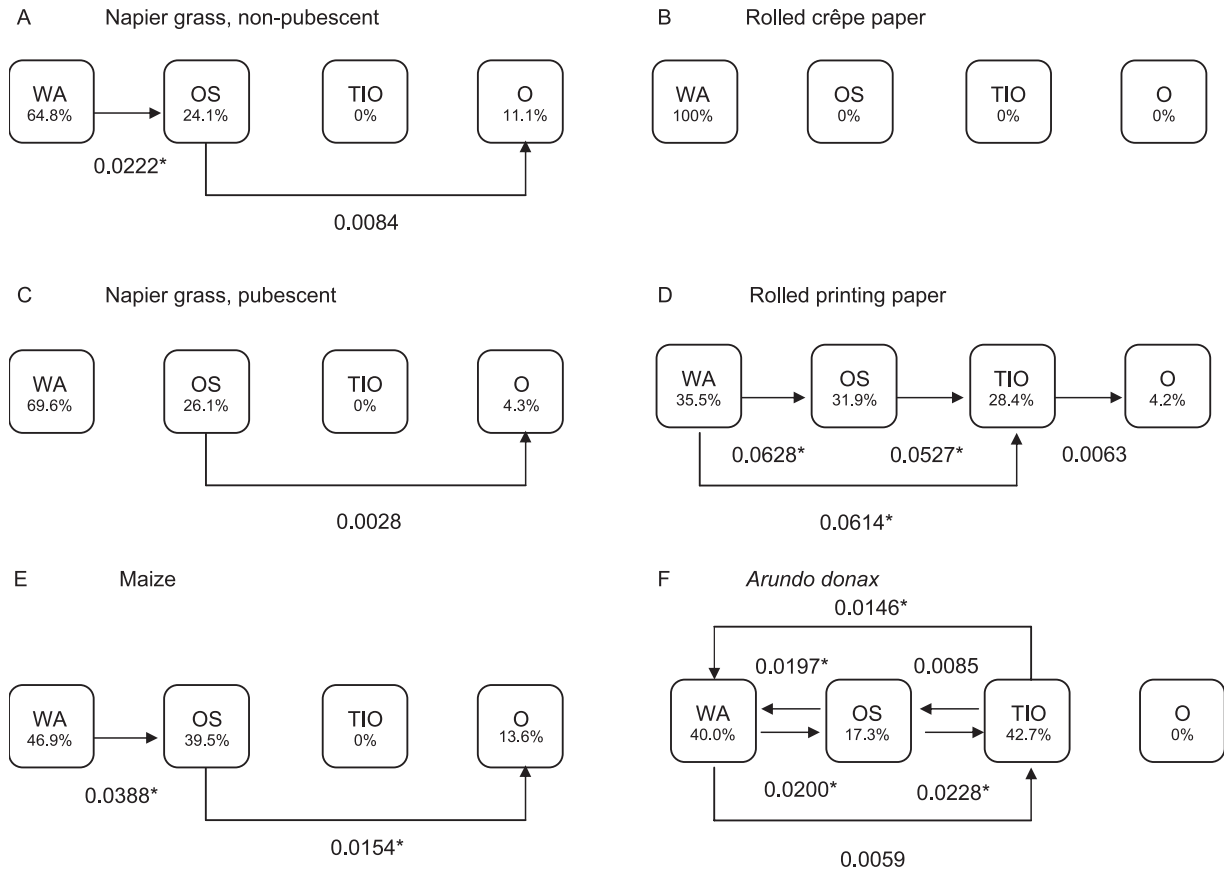 A Napier grass, non-pubescent
WA
64.8%
OS
24.1%
TIO
0%
O
11.1%
0.0222*
0.0084
B Rolled crêpe paper
WA
100%
OS
0%
TIO
0%
O
0%
C Napier grass, pubescent
WA
69.6%
OS
26.1%
TIO
0%
O
4.3%
0.0028
D Rolled printing paper
WA
35.5%
OS
31.9%
TIO
28.4%
O
4.2%
0.0628*
0.0527*
0.0063
0.0614*
E Maize
WA
46.9%
OS
39.5%
TIO
0%
O
13.6%
0.0388*
0.0154*
F Arundo donax
0.0146*
0.0197*
0.0085
WA
40.0%
OS
17.3%
TIO
42.7%
O
0%
0.0200*
0.0228*
0.0059